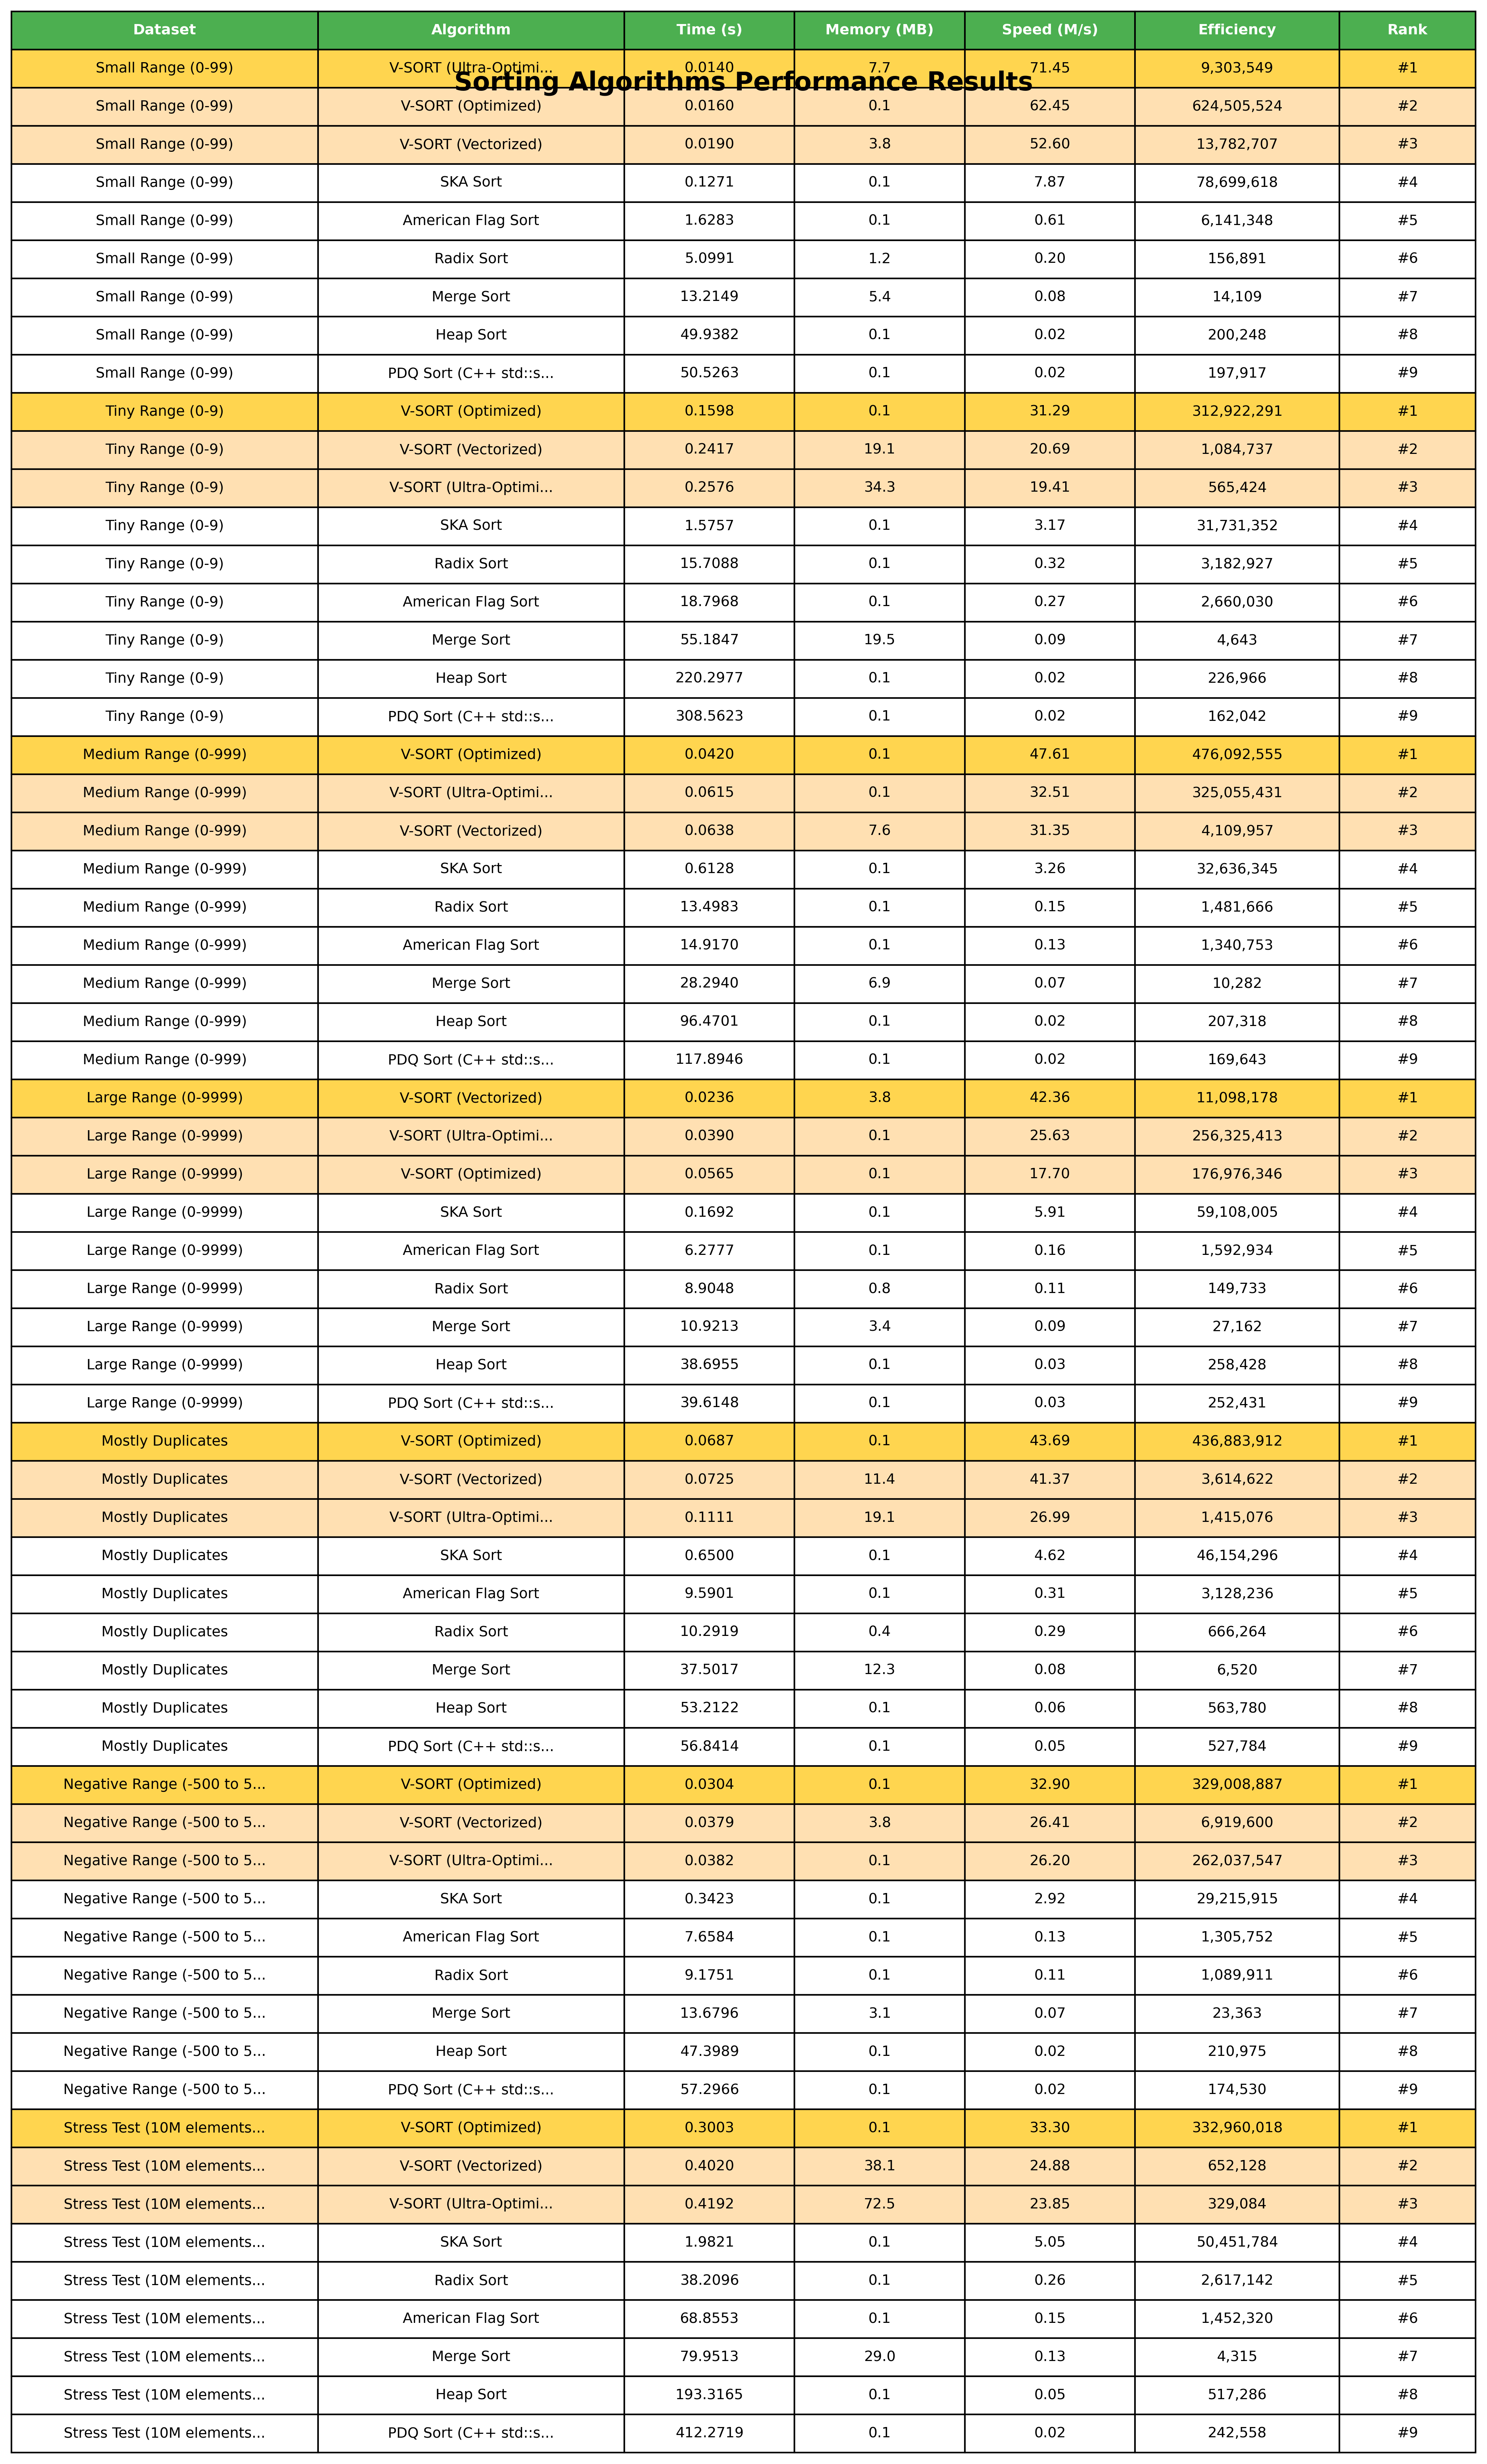 Dataset Algorithm Time (s) Memory (MB) Speed (M/s) Efficiency Rank
Small Range (0-99) V-SORT (Ultra-Optimi... 0.0140 7.7 71.45 9,303,549 #1
Sorting Algorithms Performance Results
Small Range (0-99) V-SORT (Optimized) 0.0160 0.1 62.45 624,505,524 #2
Small Range (0-99) V-SORT (Vectorized) 0.0190 3.8 52.60 13,782,707 #3
Small Range (0-99) SKA Sort 0.1271 0.1 7.87 78,699,618 #4
Small Range (0-99) American Flag Sort 1.6283 0.1 0.61 6,141,348 #5
Small Range (0-99) Radix Sort 5.0991 1.2 0.20 156,891 #6
Small Range (0-99) Merge Sort 13.2149 5.4 0.08 14,109 #7
Small Range (0-99) Heap Sort 49.9382 0.1 0.02 200,248 #8
Small Range (0-99) PDQ Sort (C++ std::s... 50.5263 0.1 0.02 197,917 #9
Tiny Range (0-9) V-SORT (Optimized) 0.1598 0.1 31.29 312,922,291 #1
Tiny Range (0-9) V-SORT (Vectorized) 0.2417 19.1 20.69 1,084,737 #2
Tiny Range (0-9) V-SORT (Ultra-Optimi... 0.2576 34.3 19.41 565,424 #3
Tiny Range (0-9) SKA Sort 1.5757 0.1 3.17 31,731,352 #4
Tiny Range (0-9) Radix Sort 15.7088 0.1 0.32 3,182,927 #5
Tiny Range (0-9) American Flag Sort 18.7968 0.1 0.27 2,660,030 #6
Tiny Range (0-9) Merge Sort 55.1847 19.5 0.09 4,643 #7
Tiny Range (0-9) Heap Sort 220.2977 0.1 0.02 226,966 #8
Tiny Range (0-9) PDQ Sort (C++ std::s... 308.5623 0.1 0.02 162,042 #9
Medium Range (0-999) V-SORT (Optimized) 0.0420 0.1 47.61 476,092,555 #1
Medium Range (0-999) V-SORT (Ultra-Optimi... 0.0615 0.1 32.51 325,055,431 #2
Medium Range (0-999) V-SORT (Vectorized) 0.0638 7.6 31.35 4,109,957 #3
Medium Range (0-999) SKA Sort 0.6128 0.1 3.26 32,636,345 #4
Medium Range (0-999) Radix Sort 13.4983 0.1 0.15 1,481,666 #5
Medium Range (0-999) American Flag Sort 14.9170 0.1 0.13 1,340,753 #6
Medium Range (0-999) Merge Sort 28.2940 6.9 0.07 10,282 #7
Medium Range (0-999) Heap Sort 96.4701 0.1 0.02 207,318 #8
Medium Range (0-999) PDQ Sort (C++ std::s... 117.8946 0.1 0.02 169,643 #9
Large Range (0-9999) V-SORT (Vectorized) 0.0236 3.8 42.36 11,098,178 #1
Large Range (0-9999) V-SORT (Ultra-Optimi... 0.0390 0.1 25.63 256,325,413 #2
Large Range (0-9999) V-SORT (Optimized) 0.0565 0.1 17.70 176,976,346 #3
Large Range (0-9999) SKA Sort 0.1692 0.1 5.91 59,108,005 #4
Large Range (0-9999) American Flag Sort 6.2777 0.1 0.16 1,592,934 #5
Large Range (0-9999) Radix Sort 8.9048 0.8 0.11 149,733 #6
Large Range (0-9999) Merge Sort 10.9213 3.4 0.09 27,162 #7
Large Range (0-9999) Heap Sort 38.6955 0.1 0.03 258,428 #8
Large Range (0-9999) PDQ Sort (C++ std::s... 39.6148 0.1 0.03 252,431 #9
Mostly Duplicates V-SORT (Optimized) 0.0687 0.1 43.69 436,883,912 #1
Mostly Duplicates V-SORT (Vectorized) 0.0725 11.4 41.37 3,614,622 #2
Mostly Duplicates V-SORT (Ultra-Optimi... 0.1111 19.1 26.99 1,415,076 #3
Mostly Duplicates SKA Sort 0.6500 0.1 4.62 46,154,296 #4
Mostly Duplicates American Flag Sort 9.5901 0.1 0.31 3,128,236 #5
Mostly Duplicates Radix Sort 10.2919 0.4 0.29 666,264 #6
Mostly Duplicates Merge Sort 37.5017 12.3 0.08 6,520 #7
Mostly Duplicates Heap Sort 53.2122 0.1 0.06 563,780 #8
Mostly Duplicates PDQ Sort (C++ std::s... 56.8414 0.1 0.05 527,784 #9
Negative Range (-500 to 5... V-SORT (Optimized) 0.0304 0.1 32.90 329,008,887 #1
Negative Range (-500 to 5... V-SORT (Vectorized) 0.0379 3.8 26.41 6,919,600 #2
Negative Range (-500 to 5... V-SORT (Ultra-Optimi... 0.0382 0.1 26.20 262,037,547 #3
Negative Range (-500 to 5... SKA Sort 0.3423 0.1 2.92 29,215,915 #4
Negative Range (-500 to 5... American Flag Sort 7.6584 0.1 0.13 1,305,752 #5
Negative Range (-500 to 5... Radix Sort 9.1751 0.1 0.11 1,089,911 #6
Negative Range (-500 to 5... Merge Sort 13.6796 3.1 0.07 23,363 #7
Negative Range (-500 to 5... Heap Sort 47.3989 0.1 0.02 210,975 #8
Negative Range (-500 to 5... PDQ Sort (C++ std::s... 57.2966 0.1 0.02 174,530 #9
Stress Test (10M elements... V-SORT (Optimized) 0.3003 0.1 33.30 332,960,018 #1
Stress Test (10M elements... V-SORT (Vectorized) 0.4020 38.1 24.88 652,128 #2
Stress Test (10M elements... V-SORT (Ultra-Optimi... 0.4192 72.5 23.85 329,084 #3
Stress Test (10M elements... SKA Sort 1.9821 0.1 5.05 50,451,784 #4
Stress Test (10M elements... Radix Sort 38.2096 0.1 0.26 2,617,142 #5
Stress Test (10M elements... American Flag Sort 68.8553 0.1 0.15 1,452,320 #6
Stress Test (10M elements... Merge Sort 79.9513 29.0 0.13 4,315 #7
Stress Test (10M elements... Heap Sort 193.3165 0.1 0.05 517,286 #8
Stress Test (10M elements... PDQ Sort (C++ std::s... 412.2719 0.1 0.02 242,558 #9